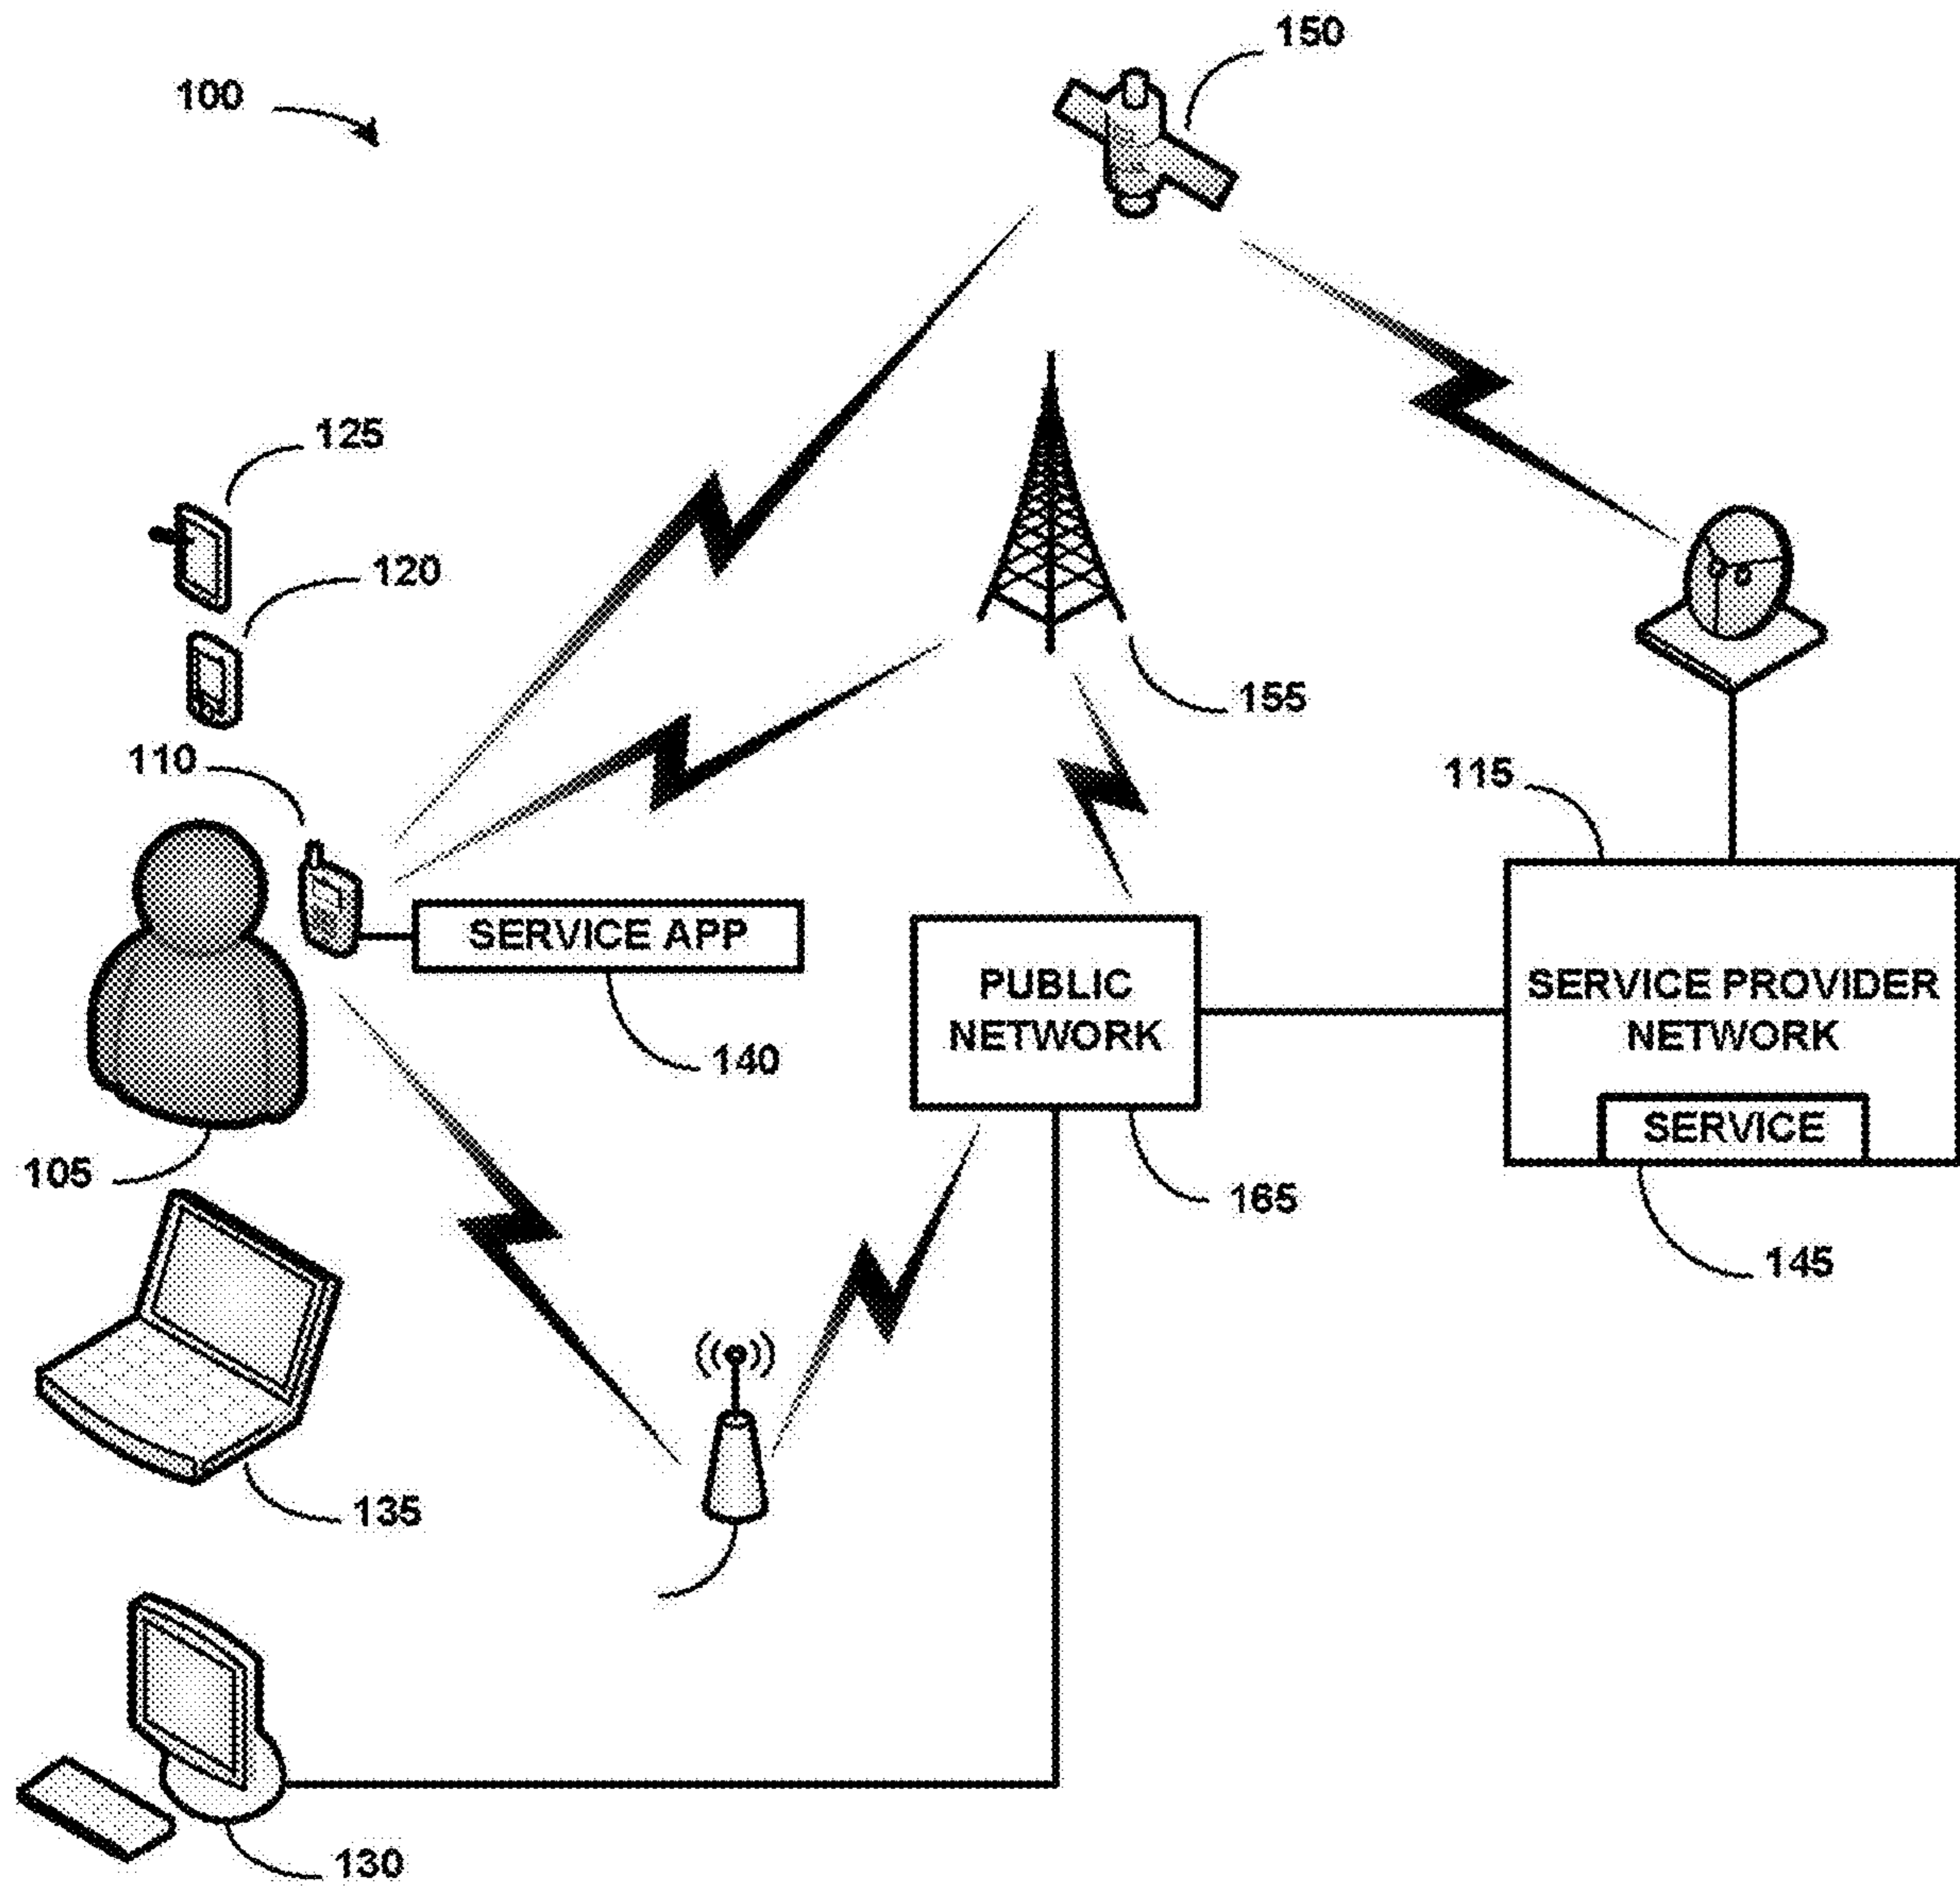 150
100
125
120
155
110
115
SERVICE APP
PUBLIC
NETWORK
SERVICE PROVIDER
NETWORK
140
SERVICE
105
165
145
135
130